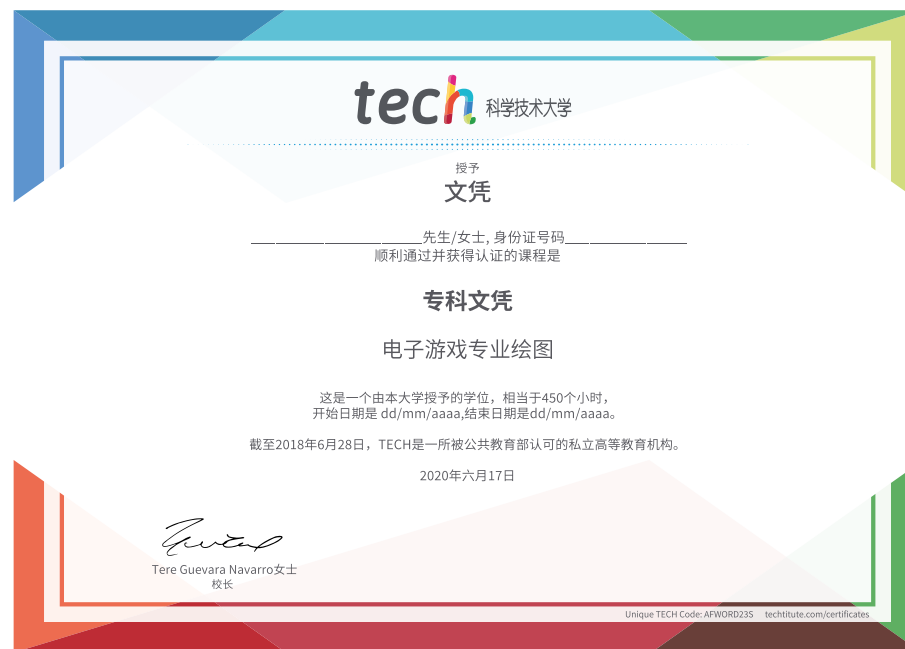 tech 科学技术大学
授予
文凭
先生/女士, 身份证号码
顺利通过并获得认证的课程是
专科文凭
电子游戏专业绘图
这是一个由本大学授予的学位，相当于450个小时，
开始日期是 dd/mm/aaaa,结束日期是dd/mm/aaaa。
截至2018年6月28日，TECH是一所被公共教育部认可的私立高等教育机构。
2020年六月17日
Tere Guevara Navarro女士
校长
Unique TECH Code: AFWORD23S techtitute.com/certificates